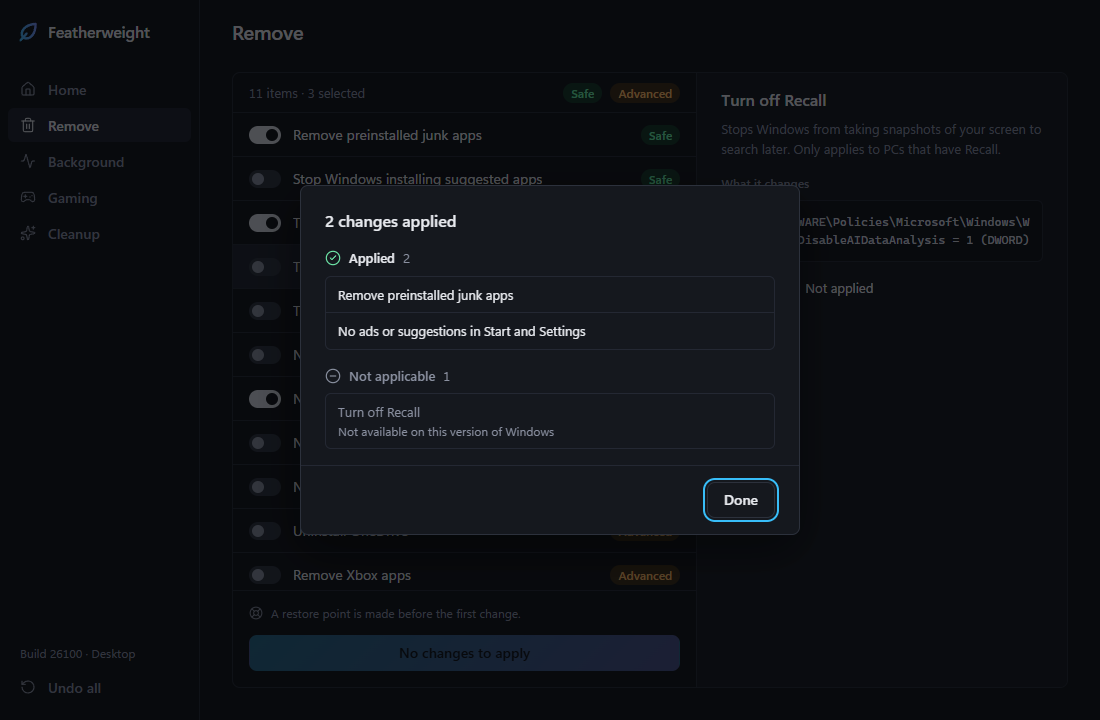 Featherweight
Home
Remove
Background
Gaming
Cleanup
Build 26100 · Desktop
Undo all
Remove
11 items · 3 selected
Safe
Advanced
Remove preinstalled junk apps
Safe
Stop Windows installing suggested apps
Safe
T
T
T
N
N
N
N
Remove Xbox apps
Advanced
A restore point is made before the first change.
No changes to apply
Turn off Recall
Stops Windows from taking snapshots of your screen to
search later. Only applies to PCs that have Recall.
What it changes
WARE\Policies\Microsoft\Windows\W
DisableAIDataAnalysis = 1 (DWORD)
Not applied
2 changes applied
Applied 2
Remove preinstalled junk apps
No ads or suggestions in Start and Settings
Not applicable 1
Turn off Recall
Not available on this version of Windows
Done